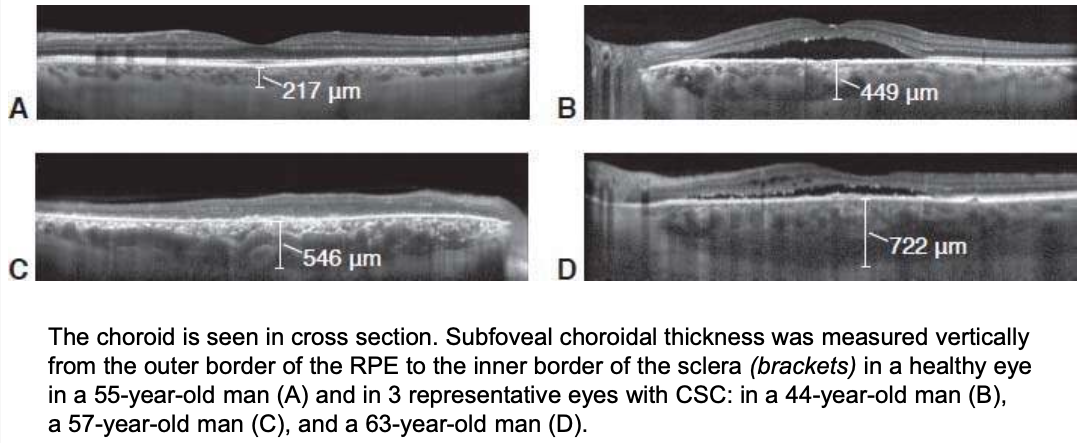 A
217 µm
B
449 µm
C
546 µm
D
722 µm
The choroid is seen in cross section. Subfoveal choroidal thickness was measured vertically
from the outer border of the RPE to the inner border of the sclera (brackets) in a healthy eye
in a 55-year-old man (A) and in 3 representative eyes with CSC: in a 44-year-old man (B),
a 57-year-old man (C), and a 63-year-old man (D).